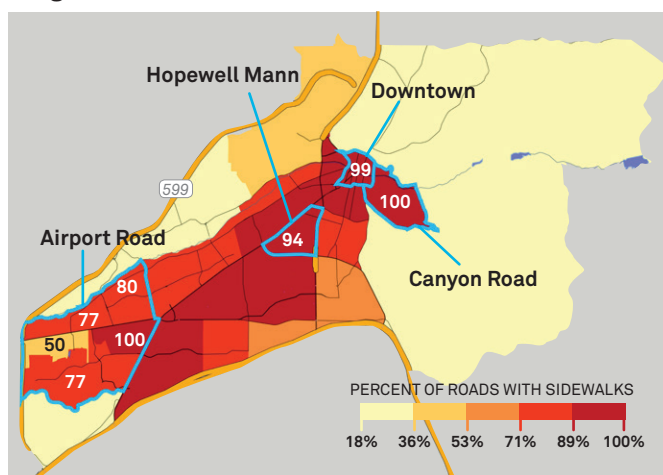 Hopewell Mann
Downtown
599
99
100
Airport Road
94
80
Canyon Road
77
50
100
77
PERCENT OF ROADS WITH SIDEWALKS
18% 36% 53% 71% 89% 100%